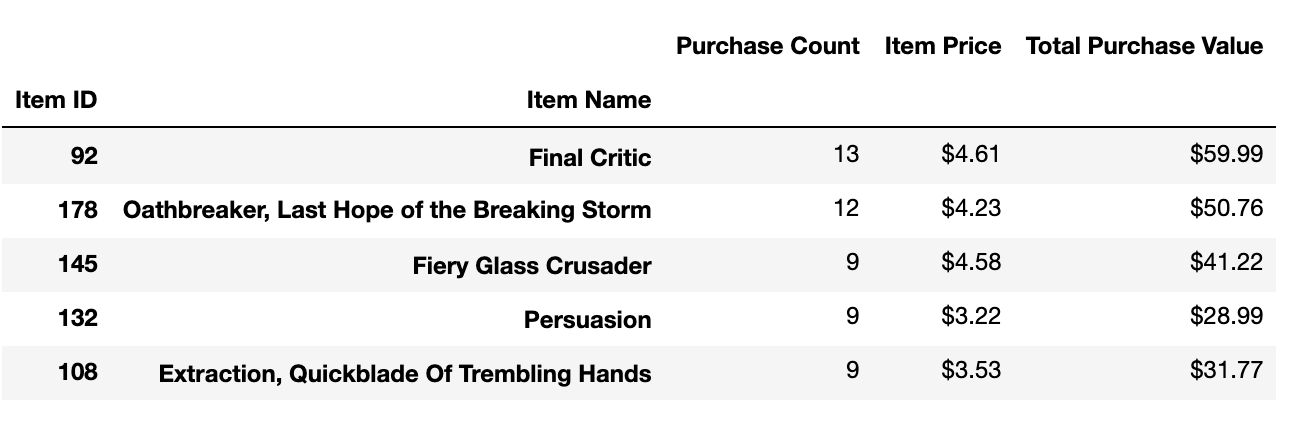 Purchase Count Item Price Total Purchase Value
Item ID Item Name
92 Final Critic 13 $4.61 $59.99
178 Oathbreaker, Last Hope of the Breaking Storm 12 $4.23 $50.76
145 Fiery Glass Crusader 9 $4.58 $41.22
132 Persuasion 9 $3.22 $28.99
108 Extraction, Quickblade Of Trembling Hands 9 $3.53 $31.77